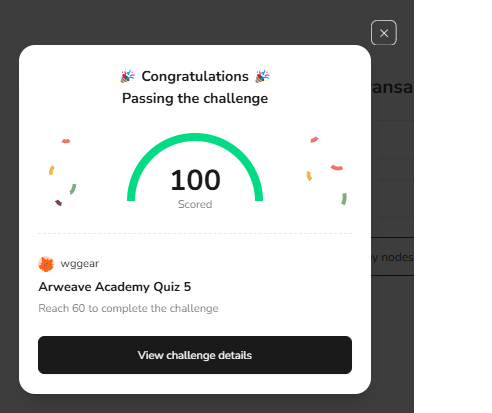 🎉 Congratulations 🎉
Passing the challenge
100
Scored
wggear
Arweave Academy Quiz 5
Reach 60 to complete the challenge
View challenge details
ransa
y nodes